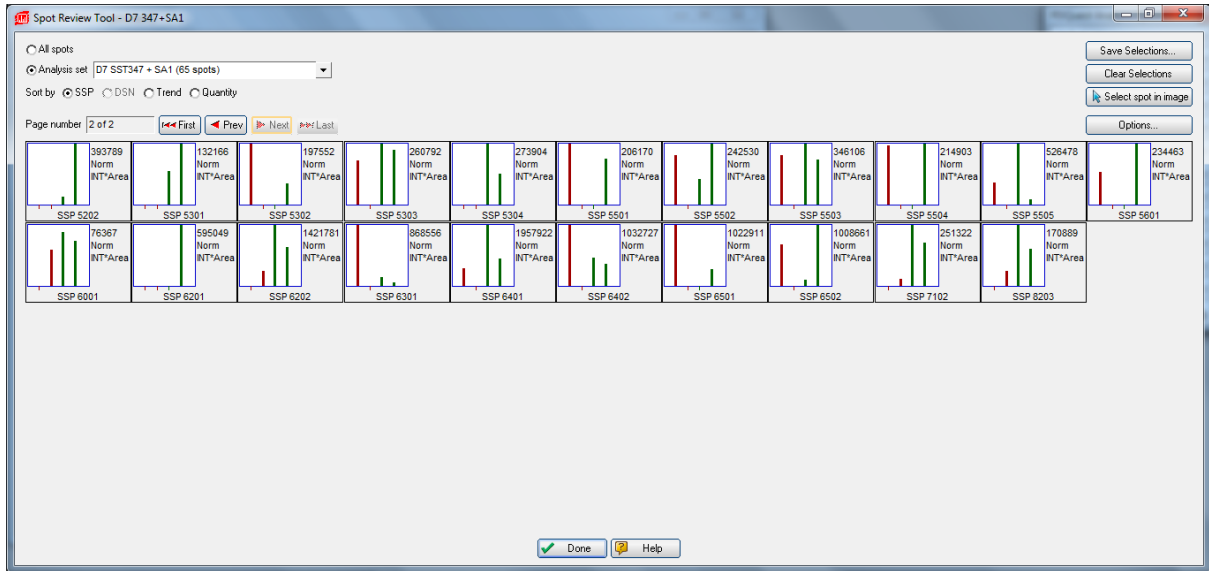 Spot Review Tool - D7 347+SA1
All spots
Analysis set D7 SST347 + SA1 (65 spots)
Sort by SSP DSN Trend Quantity
Page number 2 of 2 First Prev Next Last
Save Selections...
Clear Selections
Select spot in image
Options...
393789
Norm
INT*Area
SSP 5202
132166
Norm
INT*Area
SSP 5301
197552
Norm
INT*Area
SSP 5302
260792
Norm
INT*Area
SSP 5303
273904
Norm
INT*Area
SSP 5304
206170
Norm
INT*Area
SSP 5501
242530
Norm
INT*Area
SSP 5502
346106
Norm
INT*Area
SSP 5503
214903
Norm
INT*Area
SSP 5504
526478
Norm
INT*Area
SSP 5505
234463
Norm
INT*Area
SSP 5601
76367
Norm
INT*Area
SSP 6001
595049
Norm
INT*Area
SSP 6201
1421781
Norm
INT*Area
SSP 6202
868556
Norm
INT*Area
SSP 6301
1957922
Norm
INT*Area
SSP 6401
1032727
Norm
INT*Area
SSP 6402
1022911
Norm
INT*Area
SSP 6501
1008661
Norm
INT*Area
SSP 6502
251322
Norm
INT*Area
SSP 7102
170889
Norm
INT*Area
SSP 8203
Done
Help